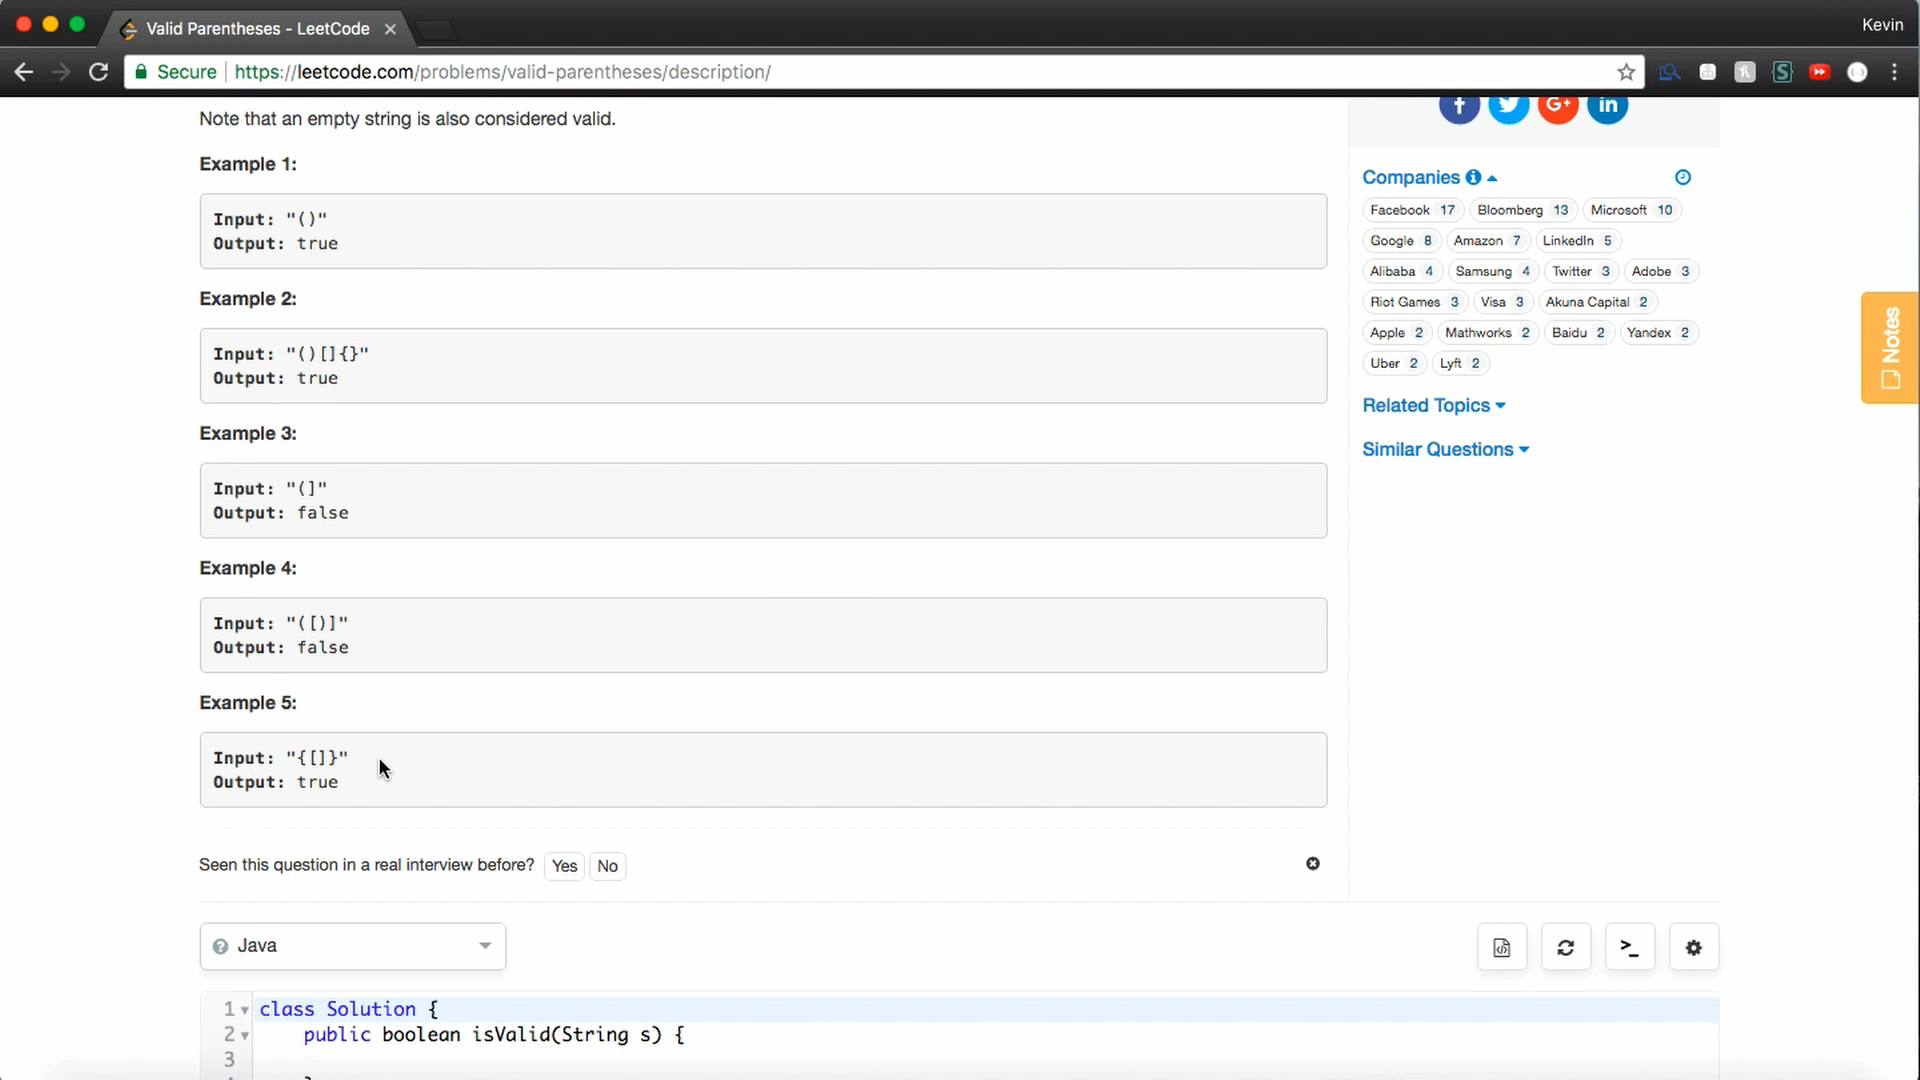 Valid Parentheses - LeetCode
Kevin
Secure
https://leetcode.com/problems/valid-parentheses/description/
Note that an empty string is also considered valid.
Example 1:
Input: "()"
Output: true
Example 2:
Input: "()[]{}"
Output: true
Example 3:
Input: "(]"
Output: false
Example 4:
Input: "([)]"
Output: false
Example 5:
Input: "{[]}"
Output: true
Seen this question in a real interview before? Yes No
Companies
Facebook 17 Bloomberg 13 Microsoft 10
Google 8 Amazon 7 LinkedIn 5
Alibaba 4 Samsung 4 Twitter 3 Adobe 3
Riot Games 3 Visa 3 Akuna Capital 2
Apple 2 Mathworks 2 Baidu 2 Yandex 2
Uber 2 Lyft 2
Related Topics
Similar Questions
Notes
Java
1 class Solution {
2 public boolean isValid(String s) {
3